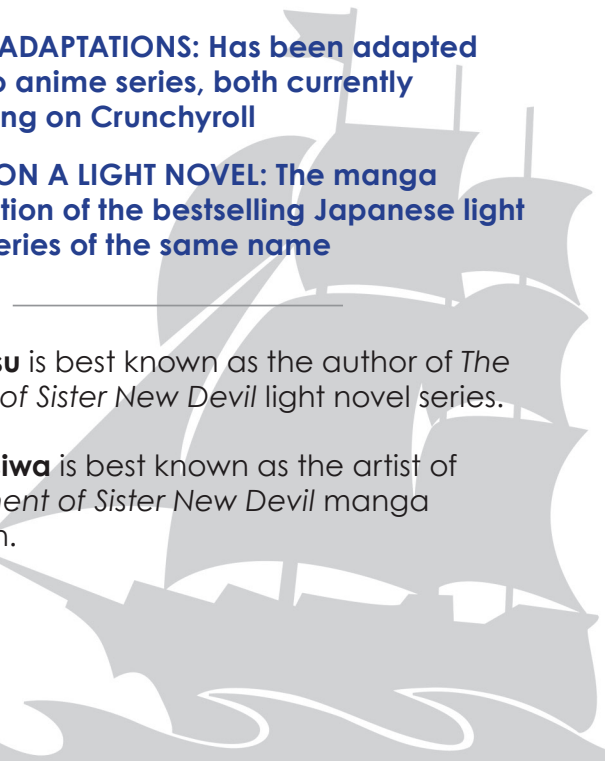 ADAPTATIONS: Has been adapted
o anime series, both currently
ng on Crunchyroll
ON A LIGHT NOVEL: The manga
tion of the bestselling Japanese light
eries of the same name
su is best known as the author of The
of Sister New Devil light novel series.
iwa is best known as the artist of
ent of Sister New Devil manga
n.